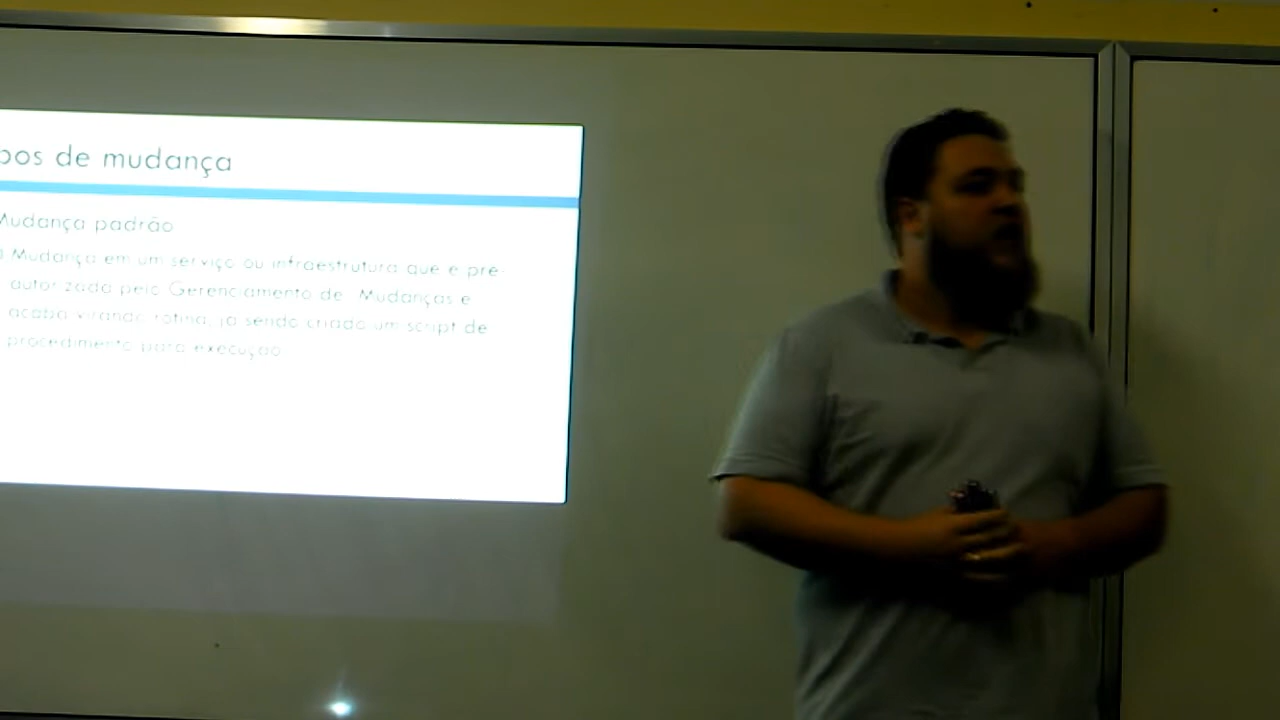 pos de mudança
Mudança padrão
Mudança em um serviço ou infraestrutura que e pre-
autorizada pelo Gerenciamento de Mudanças e
acaba virando rotina, já sendo criado um script de
procedimento para execução